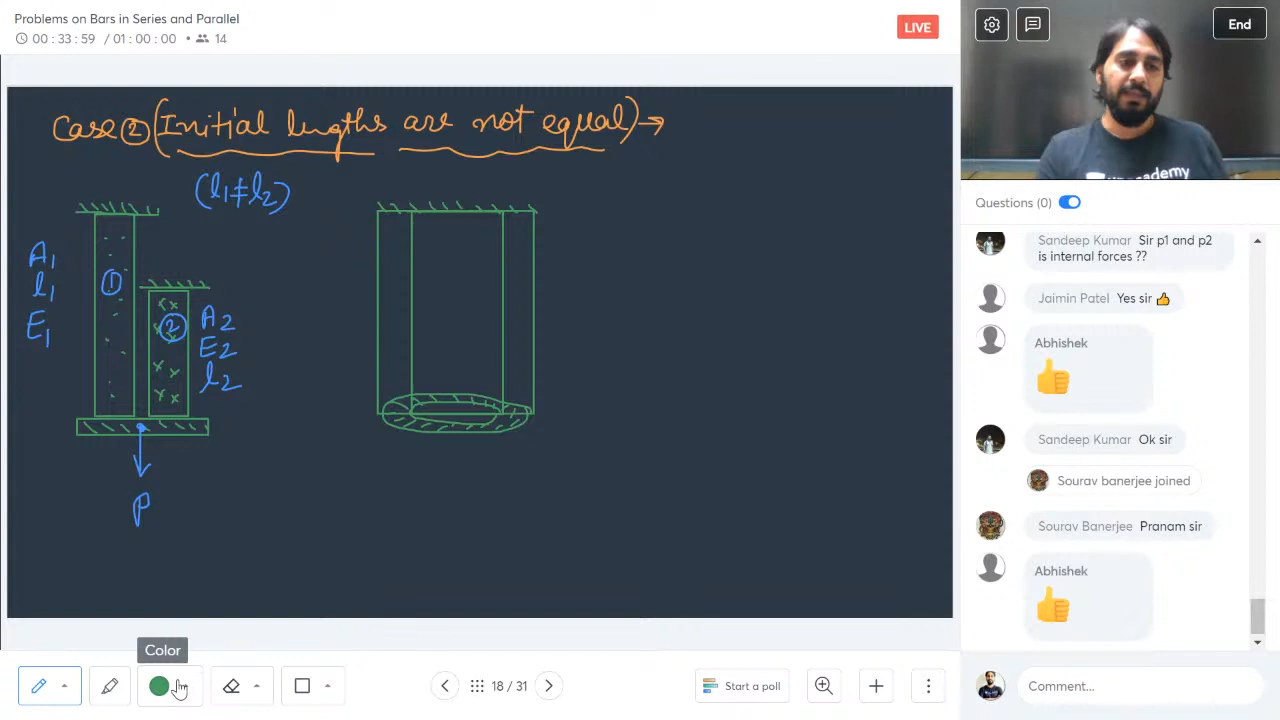 Problems on Bars in Series and Parallel
00 : 33 : 59 / 01 : 00 : 00 • 14
LIVE
End
Case ② (Initial lengths are not equal) →
(l1≠l2)
A1
l1
E1
①
②
A2
E2
l2
P
Questions (0)
Sandeep Kumar Sir p1 and p2
is internal forces ??
Jaimin Patel Yes sir 👍
Abhishek
👍
Sandeep Kumar Ok sir
Sourav banerjee joined
Sourav Banerjee Pranam sir
Abhishek
👍
Color
18 / 31
Start a poll
Comment...